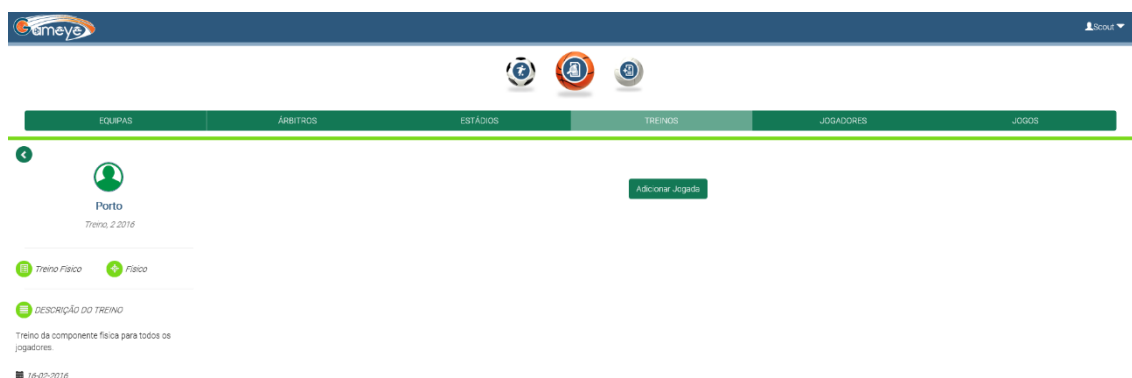 Gameye
Scout
EQUIPAS ÁRBITROS ESTÁDIOS TREINOS JOGADORES JOGOS
Adicionar Jogada
Porto
Treino, 2 2016
Treino Físico Físico
DESCRIÇÃO DO TREINO
Treino da componente física para todos os
jogadores.
16-02-2016